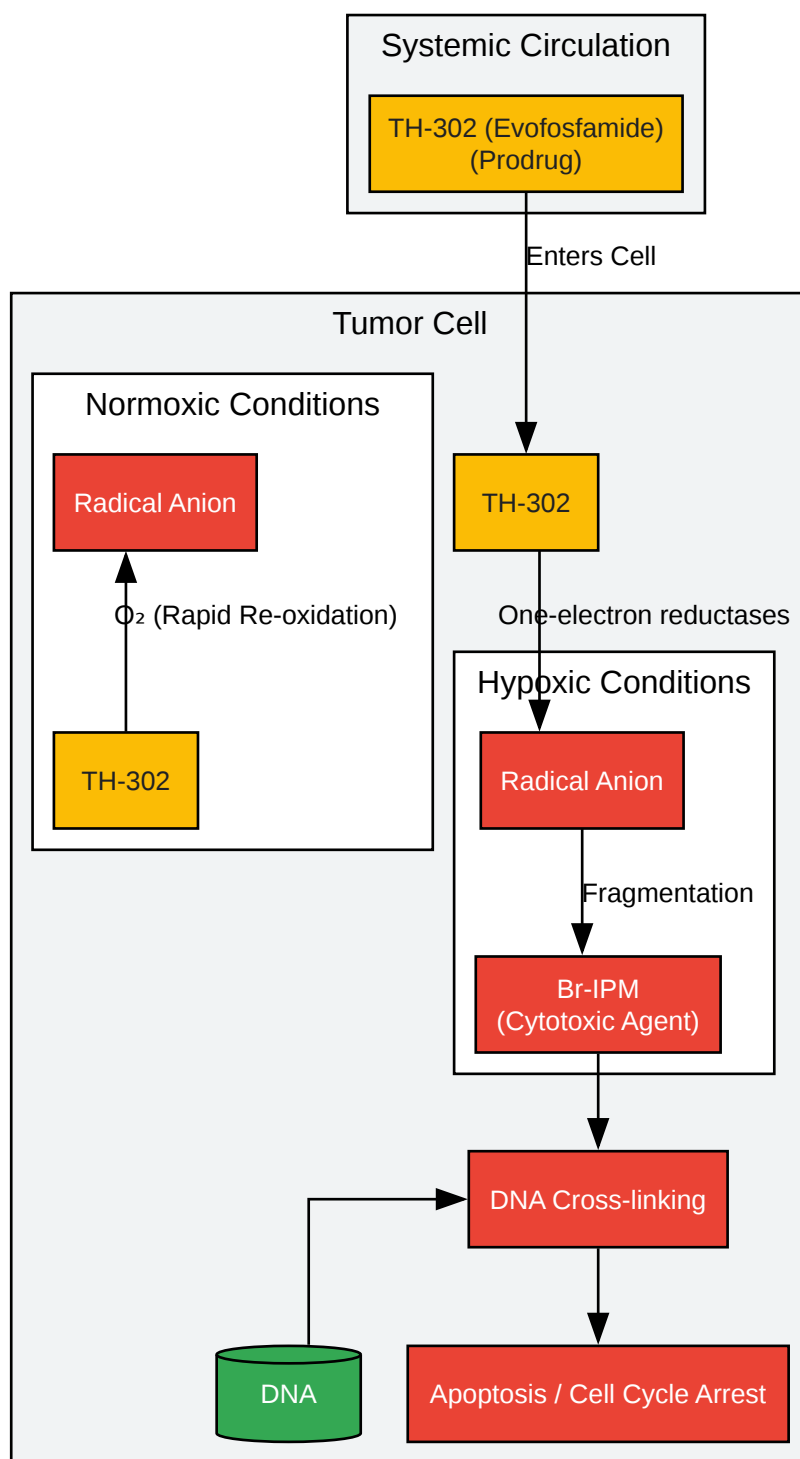 Systemic Circulation
TH-302 (Evofosfamide)
(Prodrug)
Enters Cell
Tumor Cell
Normoxic Conditions
Radical Anion
TH-302
O₂ (Rapid Re-oxidation)
One-electron reductases
Hypoxic Conditions
TH-302
Radical Anion
Fragmentation
Br-IPM
(Cytotoxic Agent)
DNA Cross-linking
DNA
Apoptosis / Cell Cycle Arrest